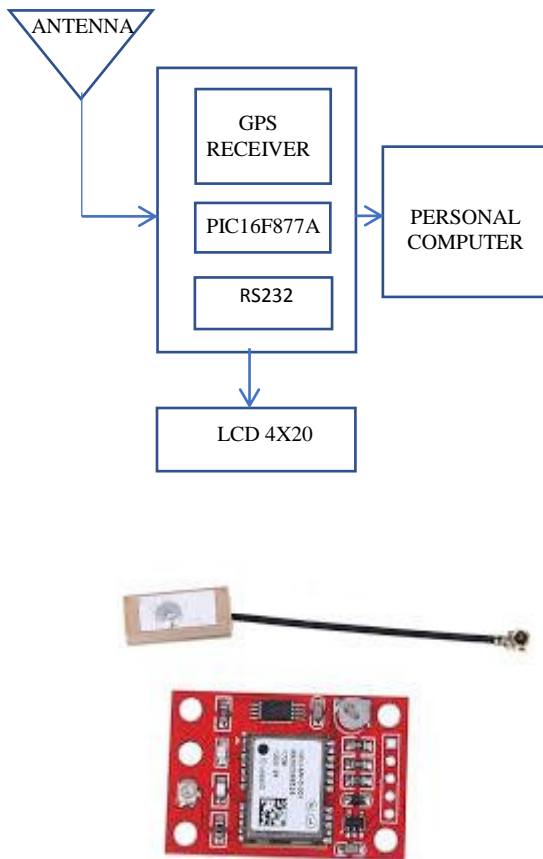 ANTENNA
GPS
RECEIVER
PIC16F877A
RS232
PERSONAL
COMPUTER
LCD 4X20